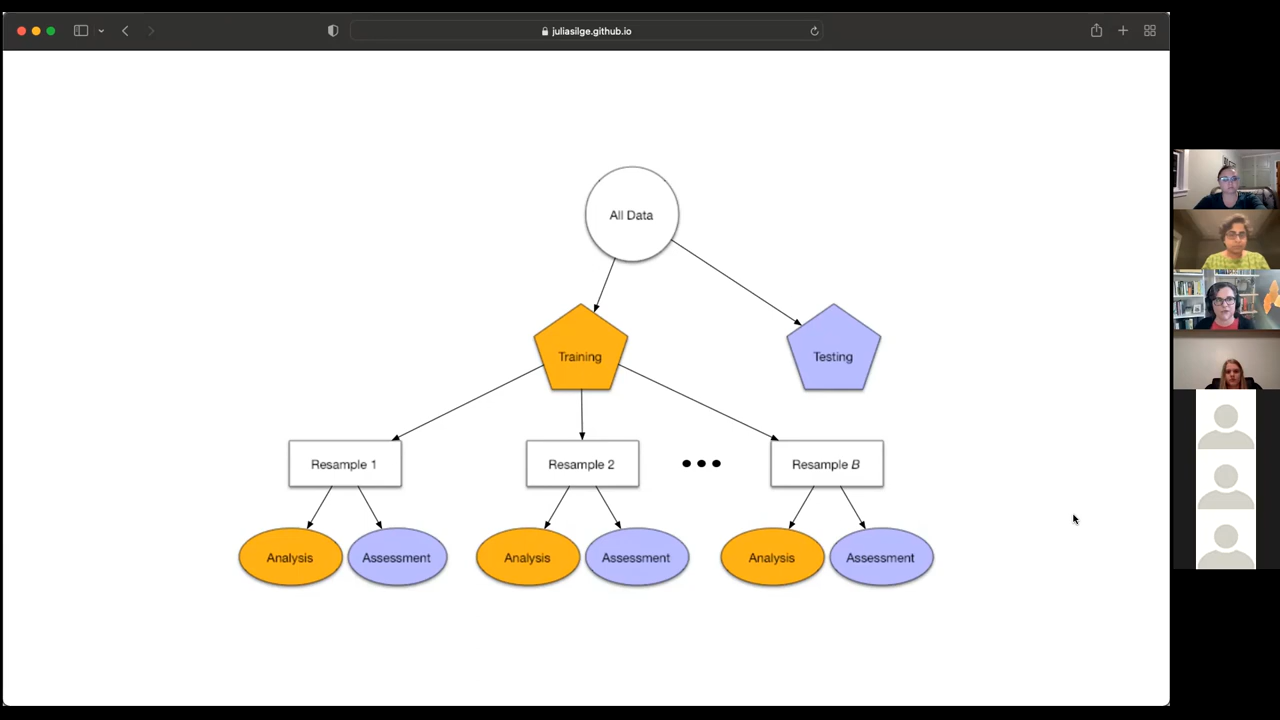 juliasilge.github.io
All Data
Training
Testing
Resample 1
Resample 2
Resample B
Analysis
Assessment
Analysis
Assessment
Analysis
Assessment